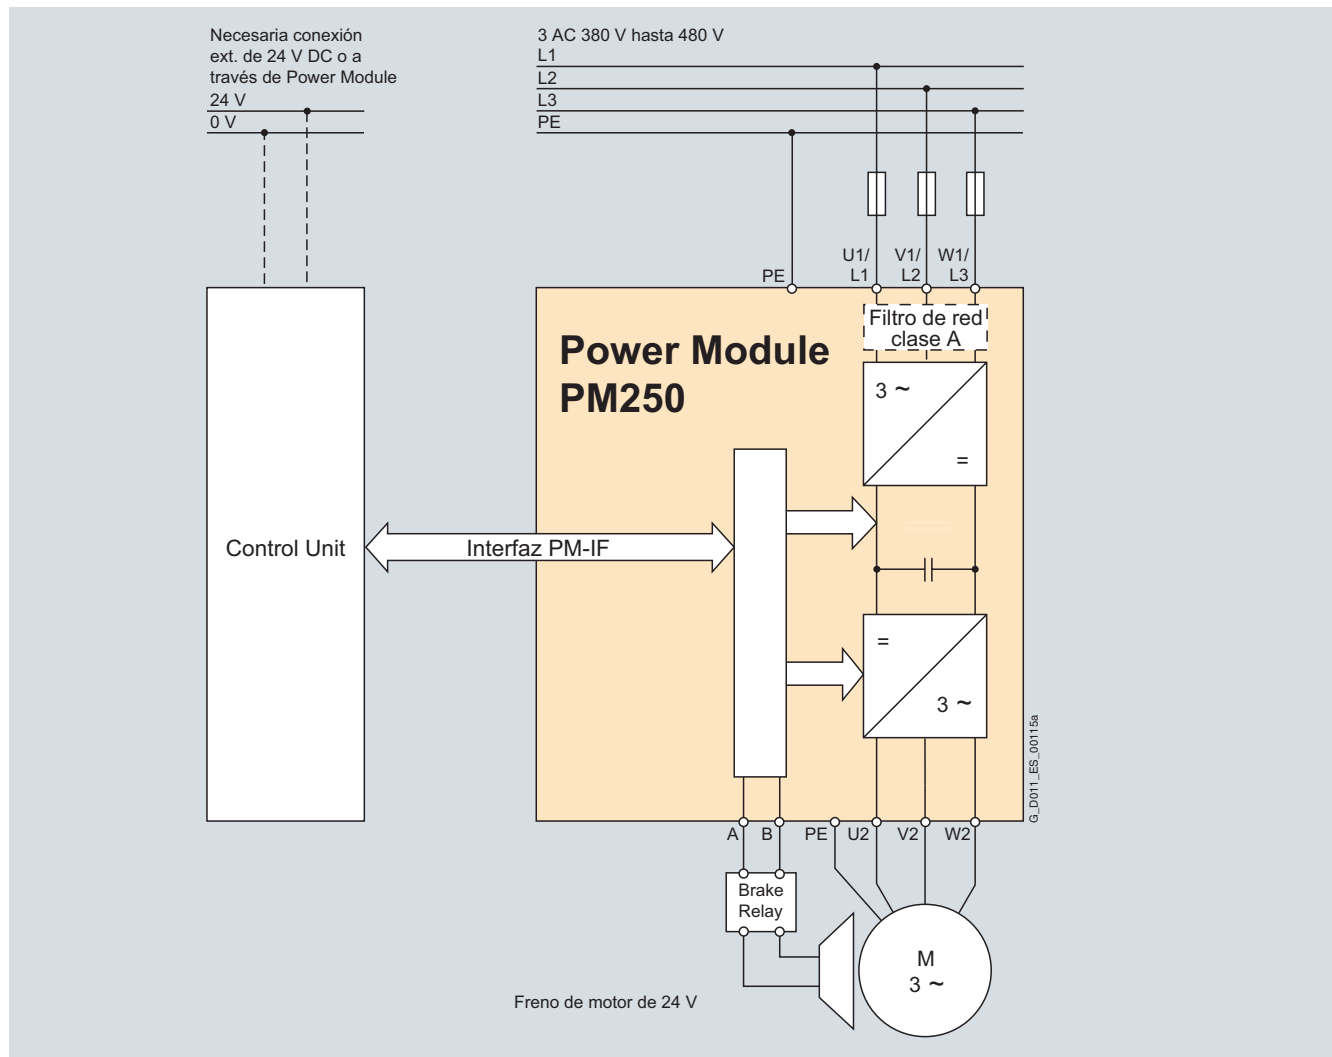 Necesaria conexión
ext. de 24 V DC o a
través de Power Module
24 V
0 V
3 AC 380 V hasta 480 V
L1
L2
L3
PE
PE
U1/
L1
V1/
L2
W1/
L3
Filtro de red
clase A
Power Module
PM250
3 ~
=
Control Unit
Interfaz PM-IF
=
3 ~
G_D011_ES_00115a
A
B
PE
U2
V2
W2
Brake
Relay
M
3 ~
Freno de motor de 24 V